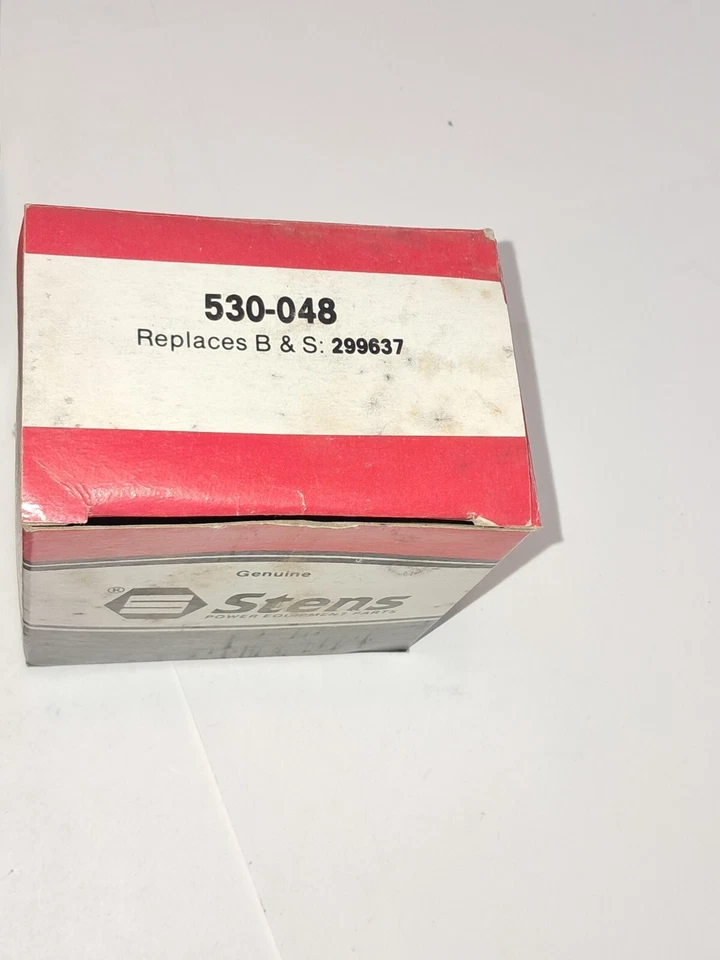 530-048
Replaces B & S: 299637
Genuine
® Stens
POWER EQUIPMENT PARTS